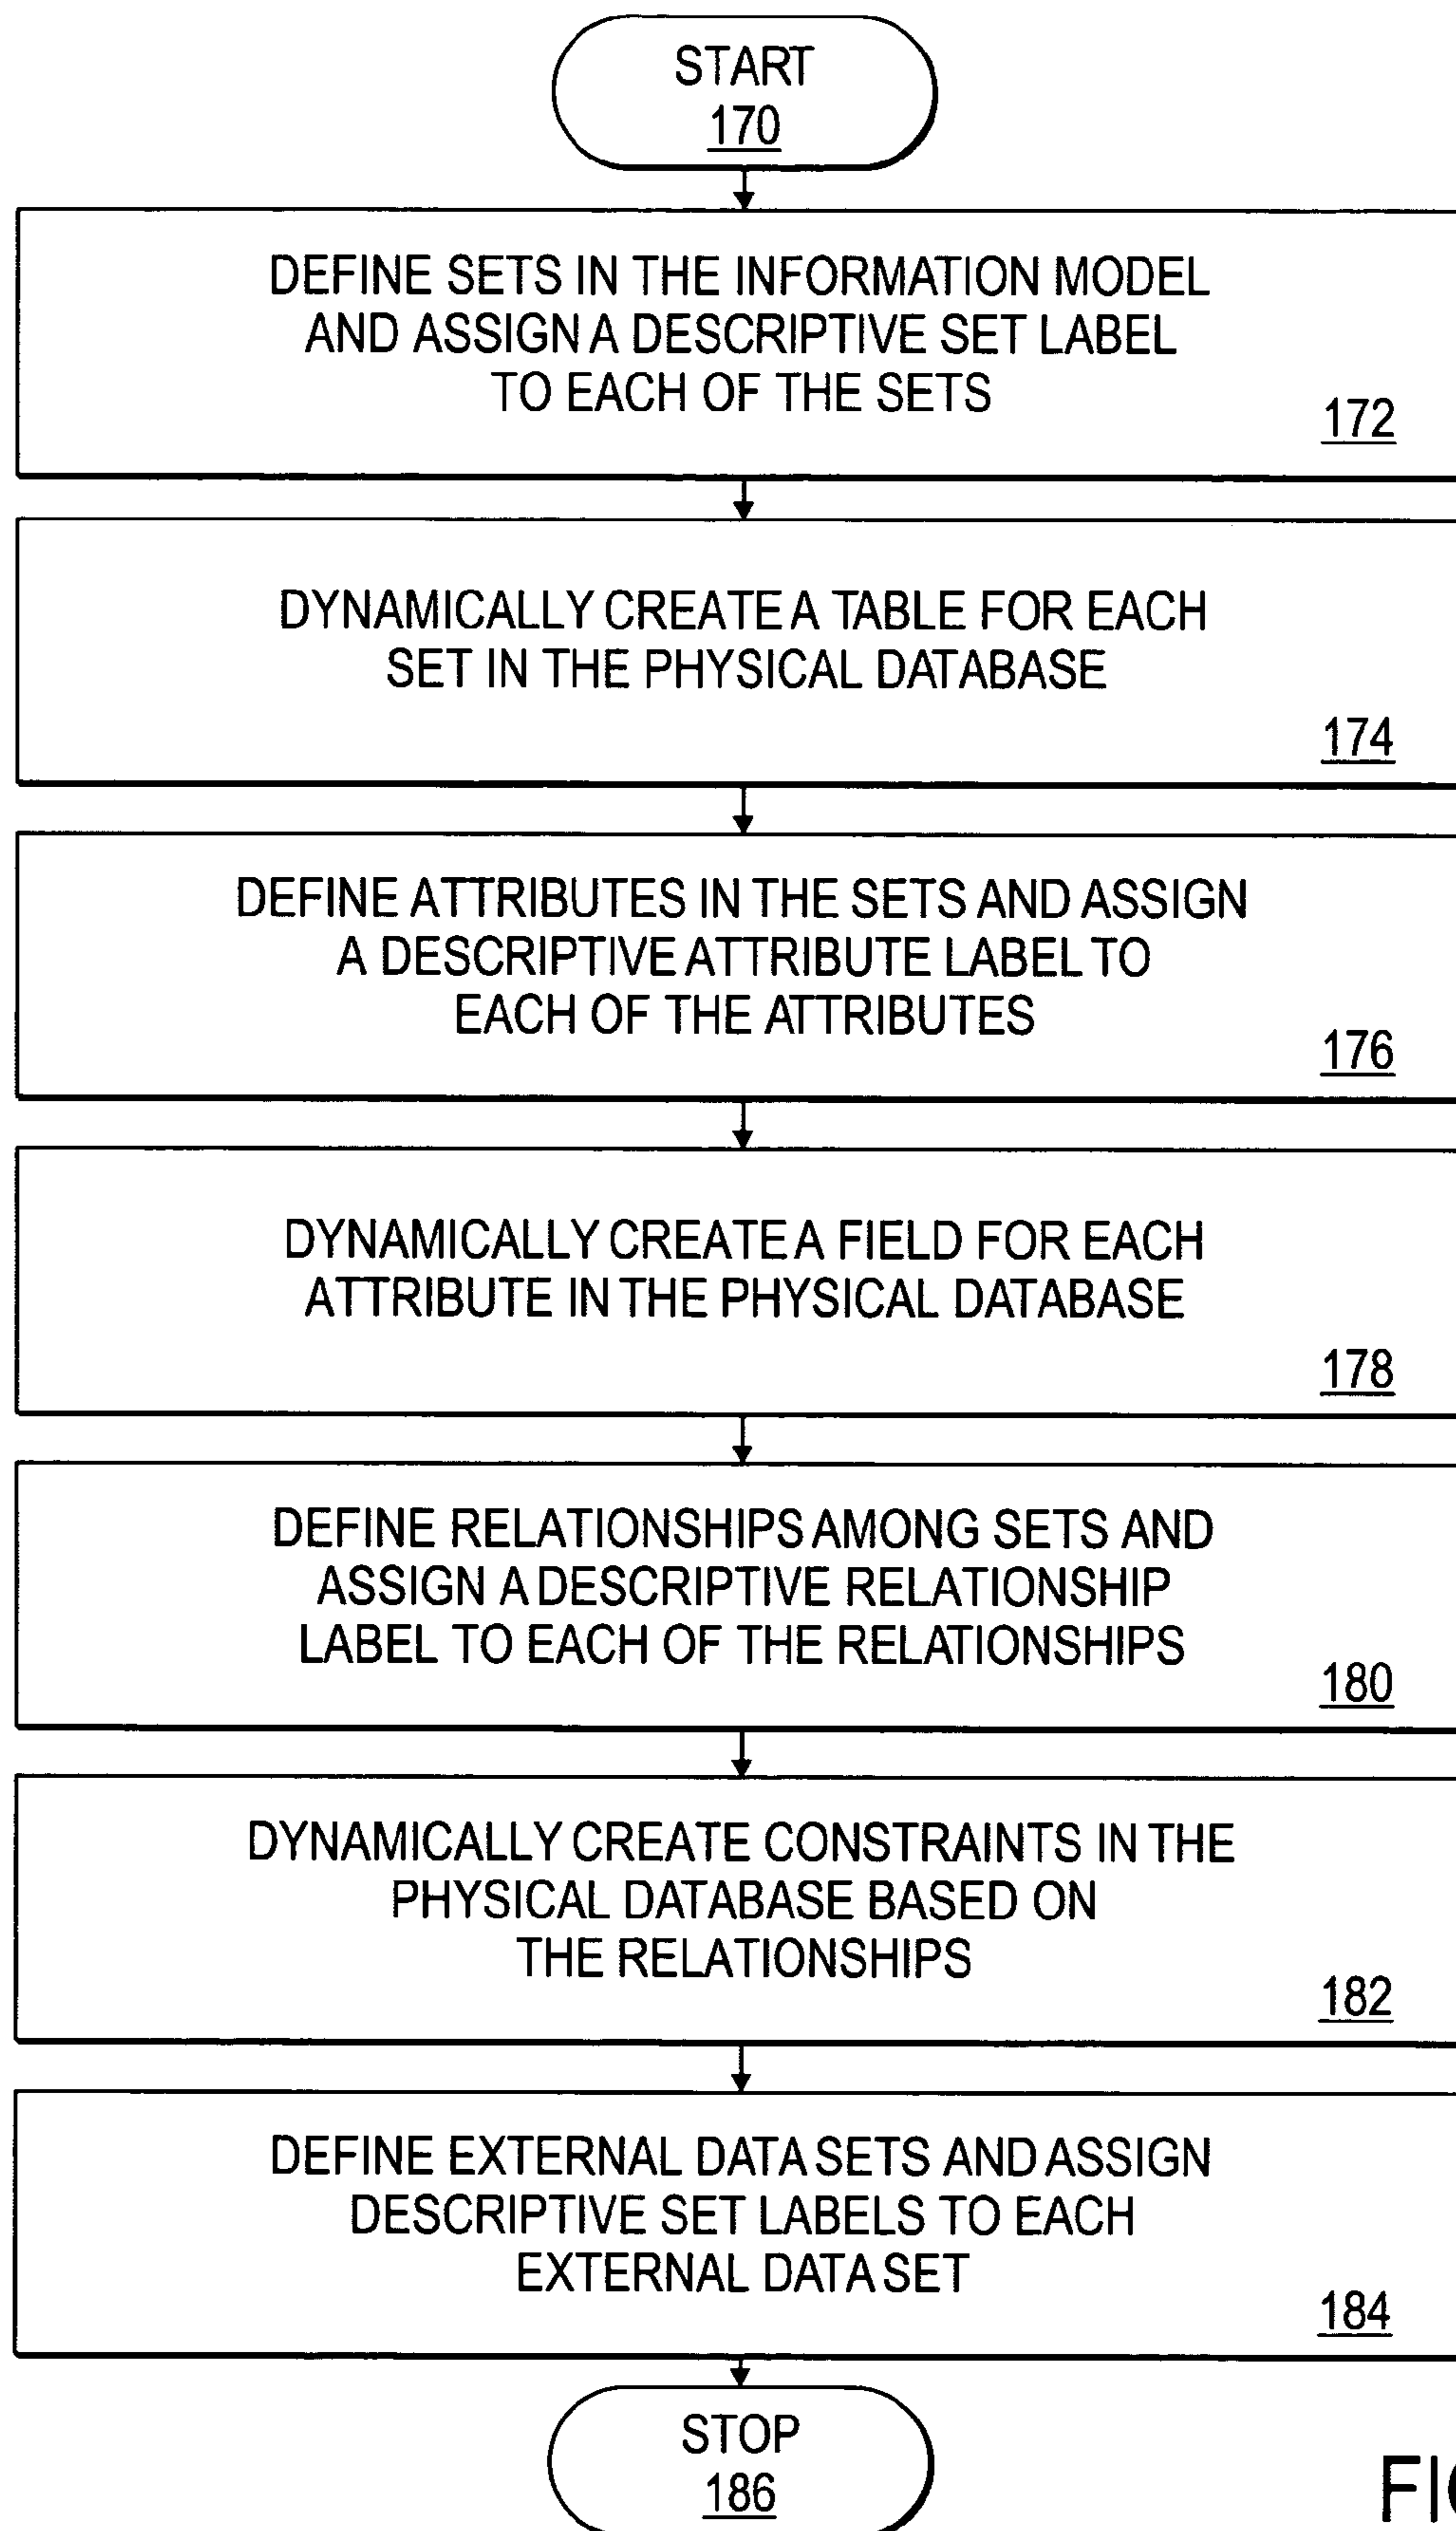 START
170
DEFINE SETS IN THE INFORMATION MODEL
AND ASSIGN A DESCRIPTIVE SET LABEL
TO EACH OF THE SETS
172
DYNAMICALLY CREATE A TABLE FOR EACH
SET IN THE PHYSICAL DATABASE
174
DEFINE ATTRIBUTES IN THE SETS AND ASSIGN
A DESCRIPTIVE ATTRIBUTE LABEL TO
EACH OF THE ATTRIBUTES
176
DYNAMICALLY CREATE A FIELD FOR EACH
ATTRIBUTE IN THE PHYSICAL DATABASE
178
DEFINE RELATIONSHIPS AMONG SETS AND
ASSIGN A DESCRIPTIVE RELATIONSHIP
LABEL TO EACH OF THE RELATIONSHIPS
180
DYNAMICALLY CREATE CONSTRAINTS IN THE
PHYSICAL DATABASE BASED ON
THE RELATIONSHIPS
182
DEFINE EXTERNAL DATA SETS AND ASSIGN
DESCRIPTIVE SET LABELS TO EACH
EXTERNAL DATA SET
184
STOP
186